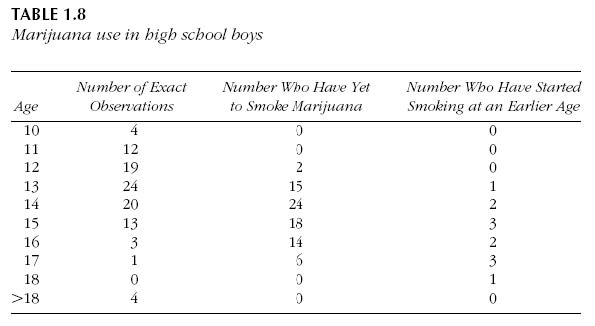 TABLE 1.8
Marijuana use in high school boys
Number of Exact Number Who Have Yet Number Who Have Started
Age Observations to Smoke Marijuana Smoking at an Earlier Age
10 4 0 0
11 12 0 0
12 19 2 0
13 24 15 1
14 20 24 2
15 13 18 3
16 3 14 2
17 1 6 3
18 0 0 1
>18 4 0 0